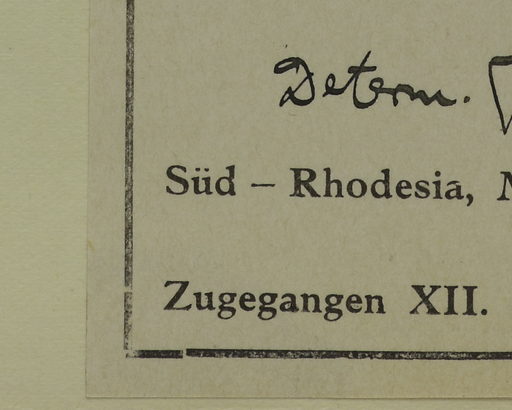 Determ.
Süd – Rhodesia,
Zugegangen XII.